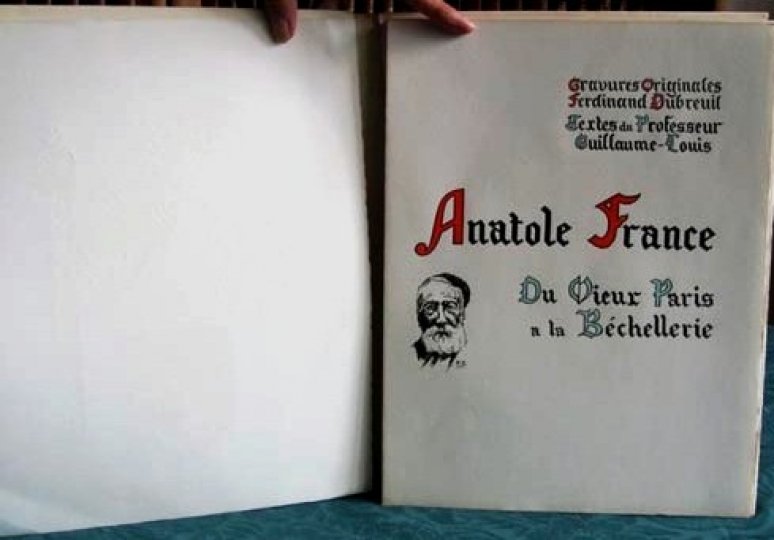 Gravures Originales
Ferdinand Dubreuil
Textes du Professeur
Guillaume-Louis
Anatole France
Du Vieux Paris
a la Béchellerie